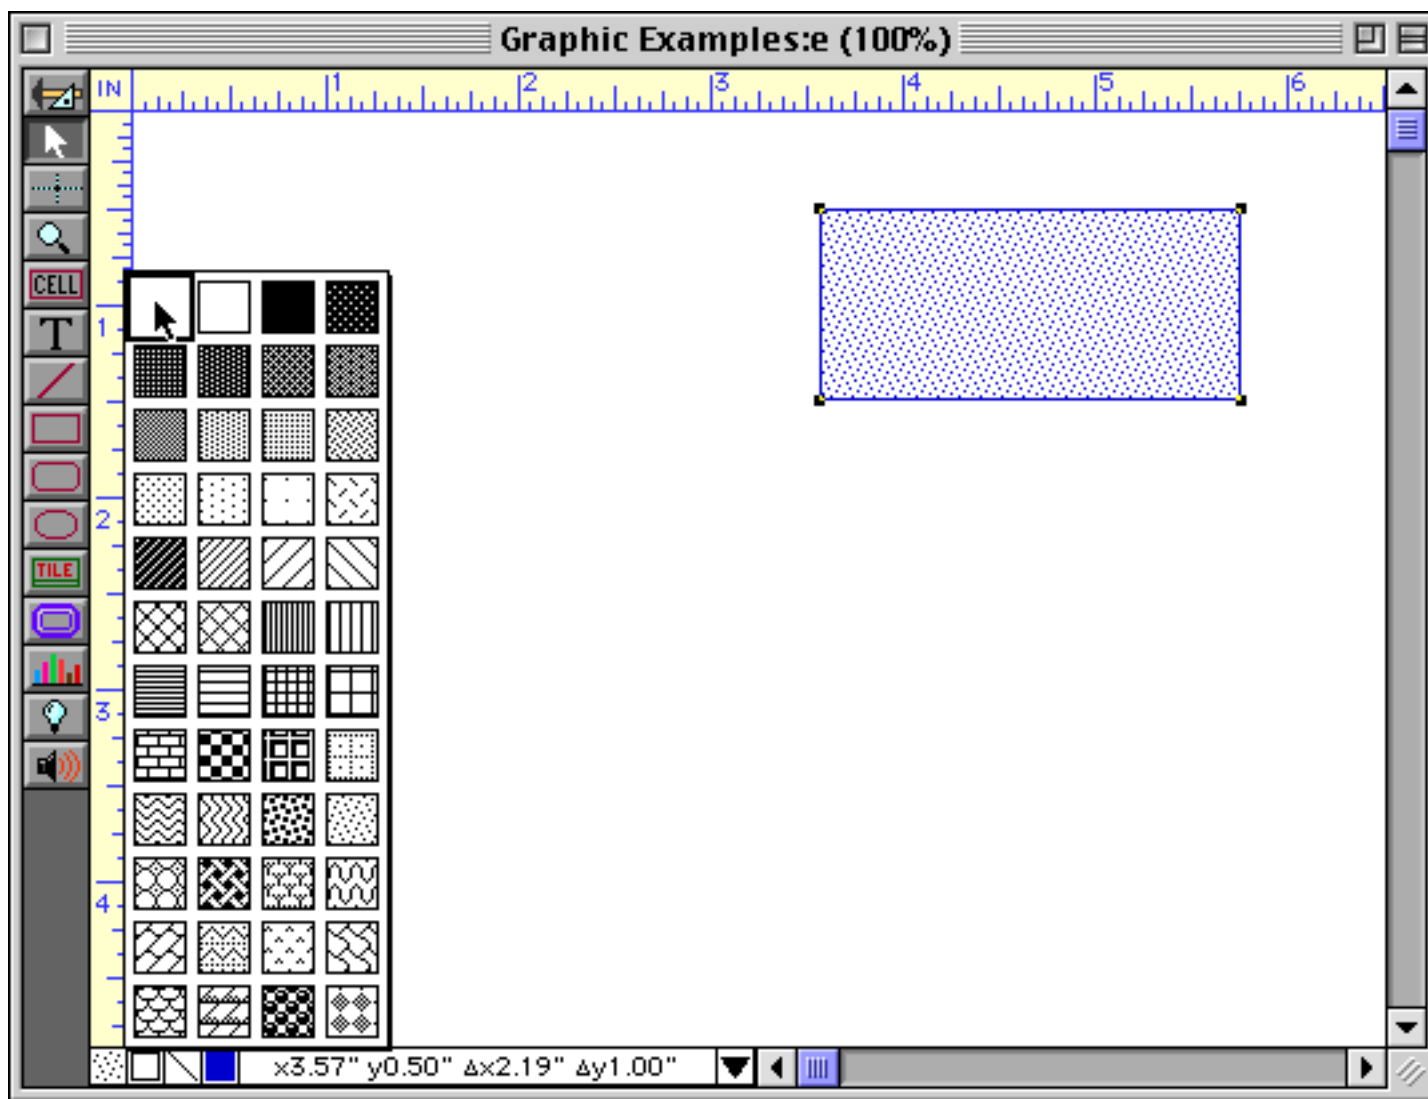 Graphic Examples:e (100%)
IN 1 2 3 4 5 6
CELL
1
T
2
TILE
3
4
x3.57" y0.50" Δx2.19" Δy1.00"